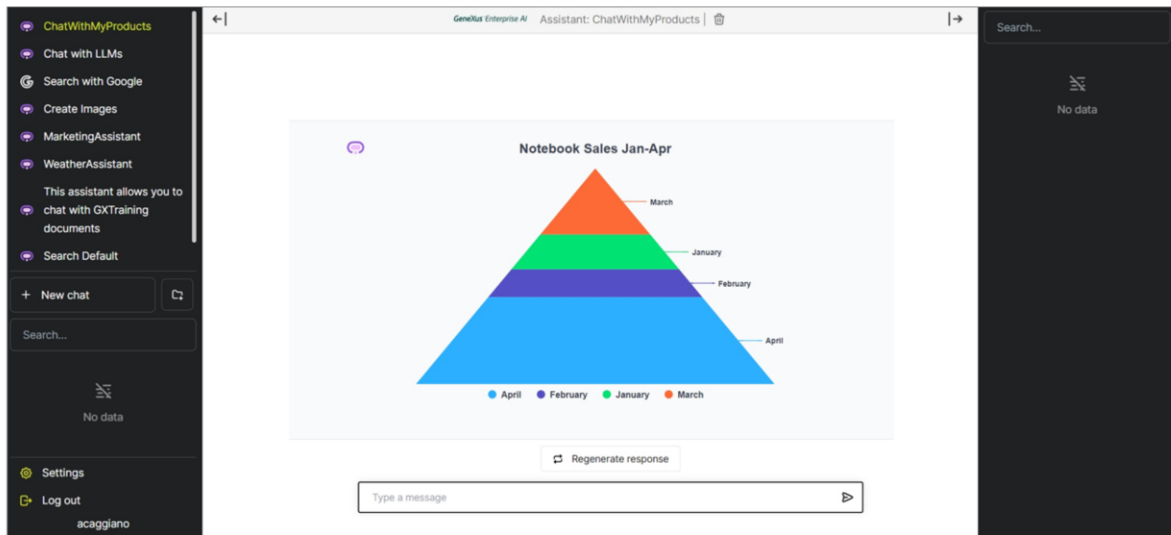 ChatWithMyProducts
Chat with LLMs
Search with Google
Create Images
MarketingAssistant
WeatherAssistant
This assistant allows you to
chat with GXTraining
documents
Search Default
+ New chat
Search...
No data
Settings
Log out
acaggiano
GeneXus Enterprise AI Assistant: ChatWithMyProducts
Notebook Sales Jan-Apr
March
January
February
April
April February January March
Regenerate response
Type a message
Search...
No data